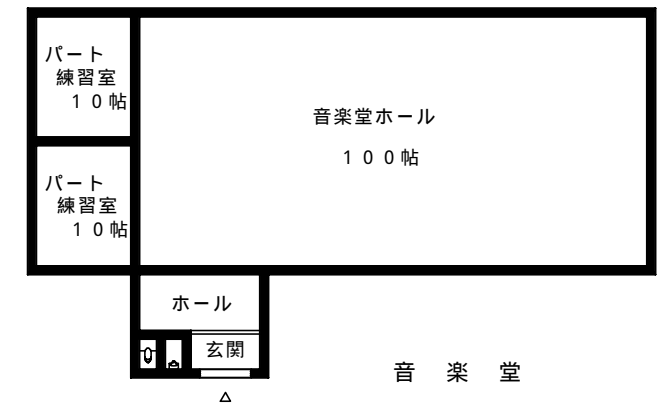 パート
練習室
１０帖
音楽堂ホール
１００帖
パート
練習室
１０帖
ホール
玄関
音　楽　堂